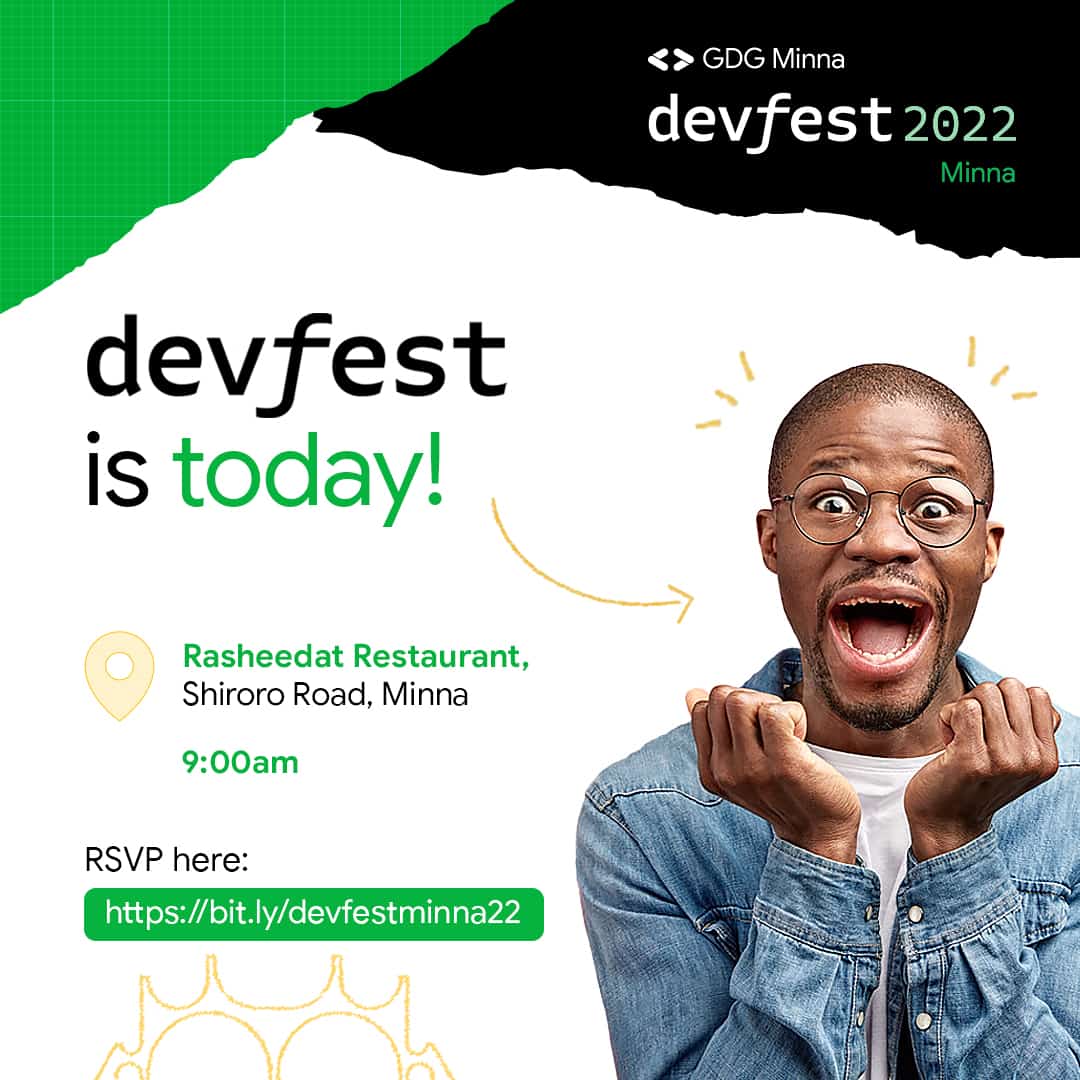 <> GDG Minna
devfest 2022
Minna
devfest
is today!
Rasheedat Restaurant,
Shiroro Road, Minna
9:00am
RSVP here:
https://bit.ly/devfestminna22